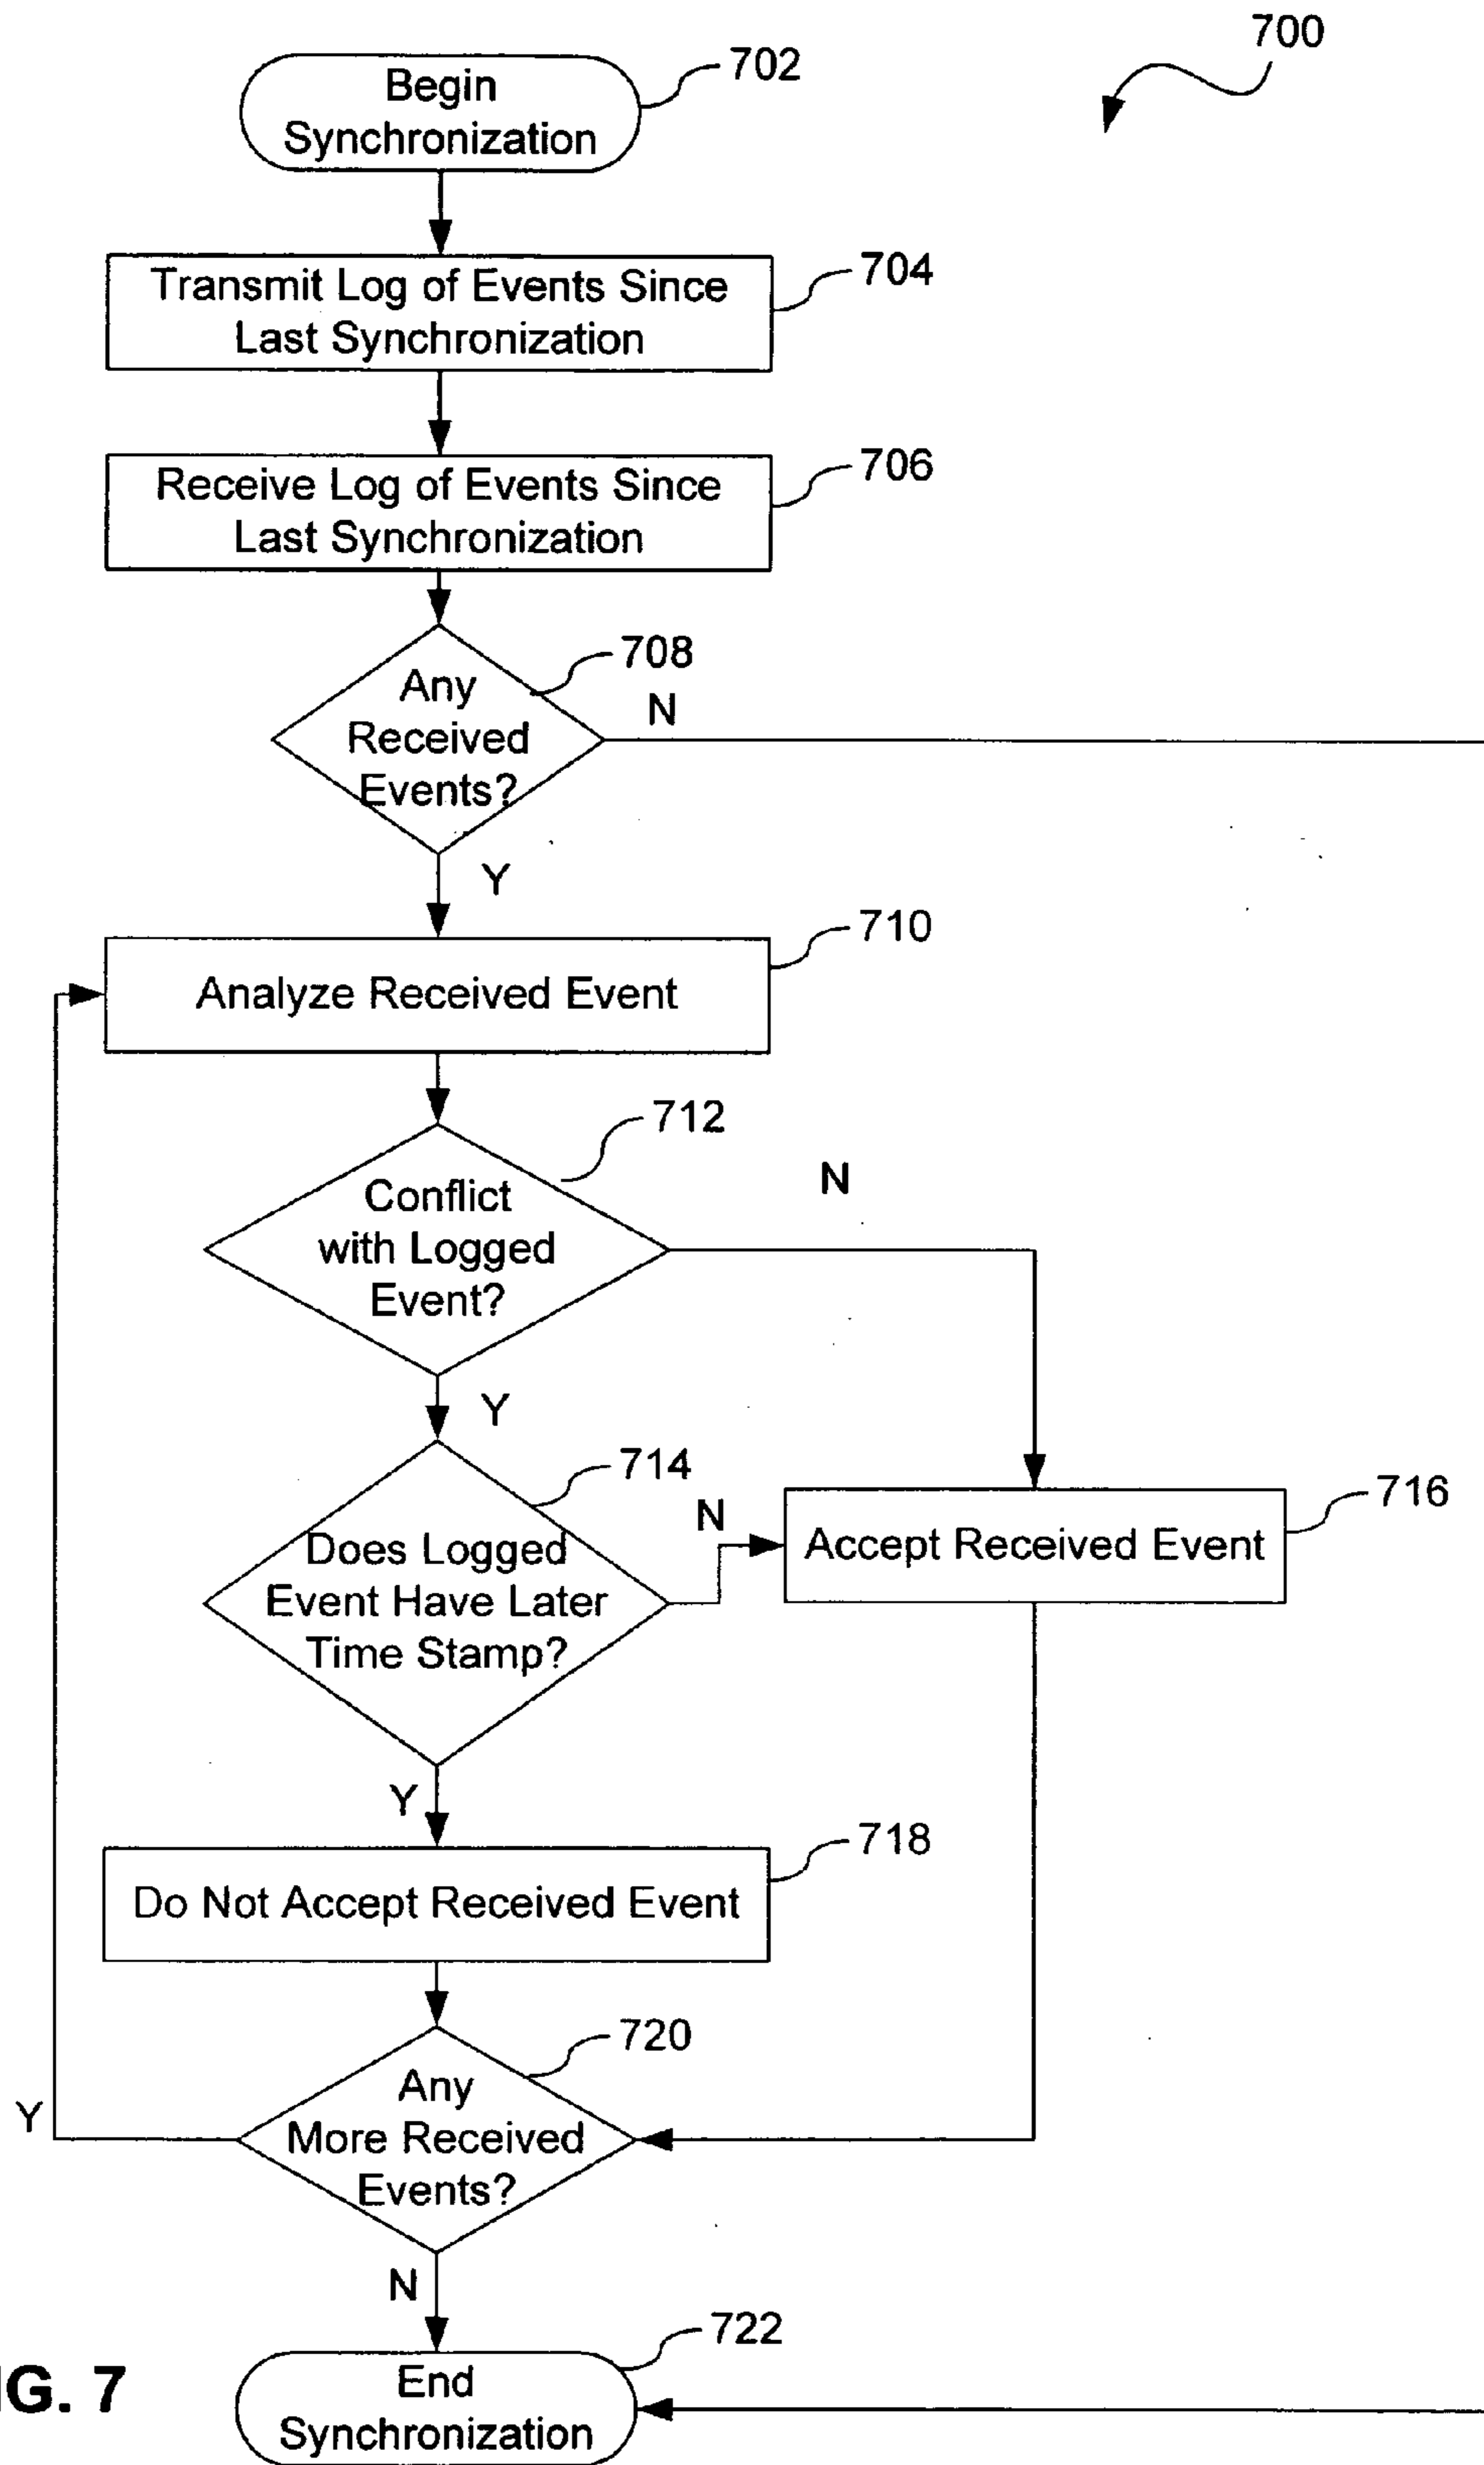 700
Begin
Synchronization
702
Transmit Log of Events Since
Last Synchronization
704
Receive Log of Events Since
Last Synchronization
706
Any
Received
Events?
708
N
Y
Analyze Received Event
710
Conflict
with Logged
Event?
712
N
Y
Does Logged
Event Have Later
Time Stamp?
714
N
Accept Received Event
716
Y
Do Not Accept Received Event
718
Any
More Received
Events?
720
Y
N
End
Synchronization
722
G. 7